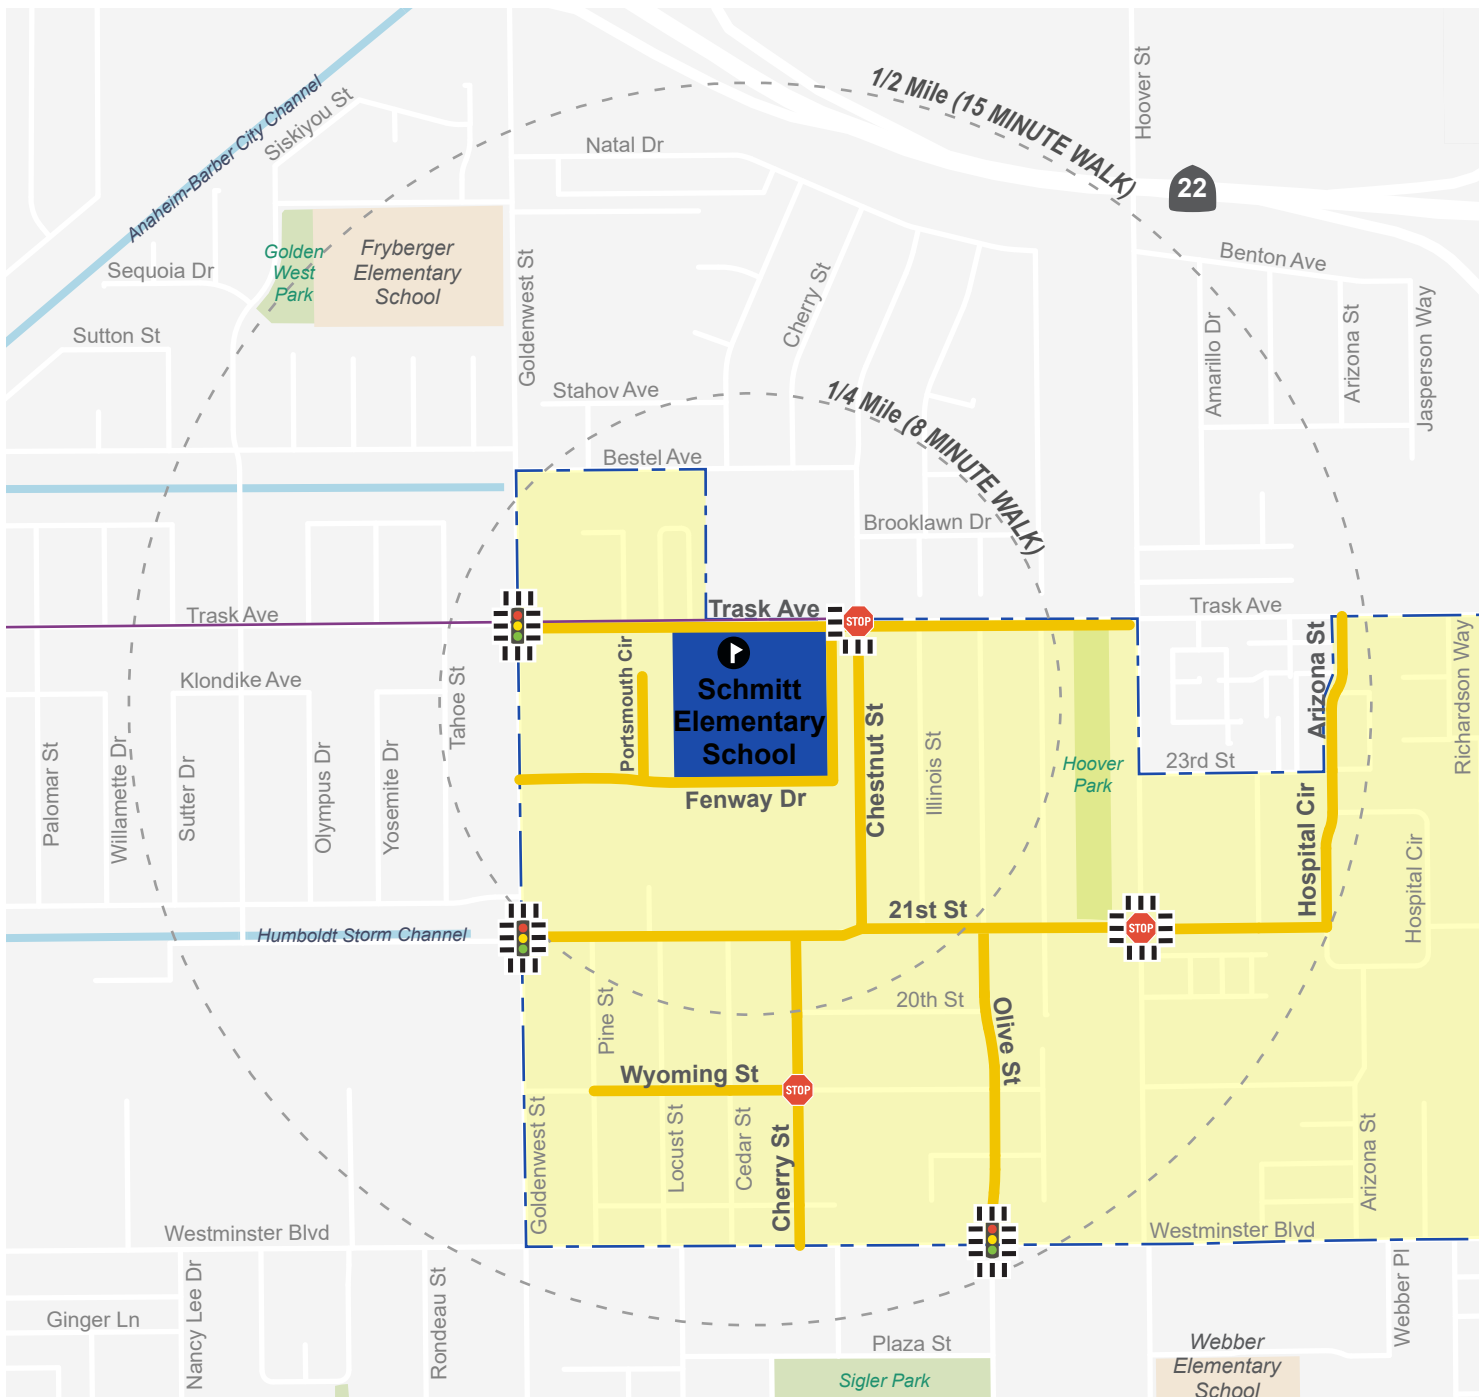 1/2 Mile (15 MINUTE WALK)
Hoover St
Anaheim-Barber City Channel
Siskiyou St
Natal Dr
22
Golden
West
Park
Fryberger
Elementary
School
Goldenwest St
Sequoia Dr
Cherry St
Benton Ave
Sutton St
Amarillo Dr
Arizona St
Jasperson Way
Stahov Ave
1/4 Mile (8 MINUTE WALK)
Bestel Ave
Brooklawn Dr
Trask Ave
Trask Ave
STOP
Trask Ave
Klondike Ave
Tahoe St
Portsmouth Cir
Schmitt
Elementary
School
Chestnut St
Illinois St
Hoover
Park
23rd St
Arizona St
Richardson Way
Palomar St
Willamette Dr
Sutter Dr
Olympus Dr
Yosemite Dr
Fenway Dr
Hospital Cir
Hospital Cir
21st St
STOP
Humboldt Storm Channel
Pine St
20th St
Olive St
Wyoming St
STOP
Goldenwest St
Locust St
Cedar St
Cherry St
Arizona St
Westminster Blvd
Westminster Blvd
Nancy Lee Dr
Rondeau St
Webber Pl
Ginger Ln
Plaza St
Sigler Park
Webber
Elementary
School